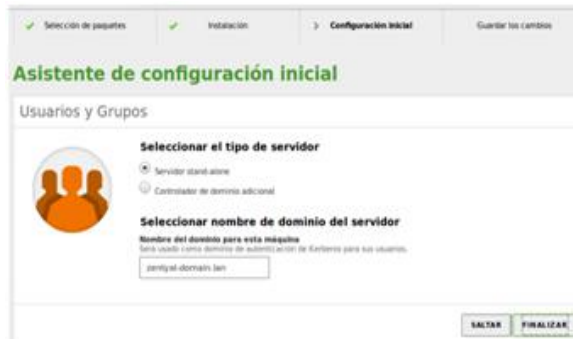 Selección de paquetes
Instalación
Configuración inicial
Guardar los cambios
Asistente de configuración inicial
Usuarios y Grupos
Seleccionar el tipo de servidor
Servidor stand-alone
Controlador de dominio adicional
Seleccionar nombre de dominio del servidor
Nombre del dominio para esta máquina
Será usado como dominio de autenticación de Kerberos para sus usuarios.
zentyal-domain.lan
SALTAR
FINALIZAR